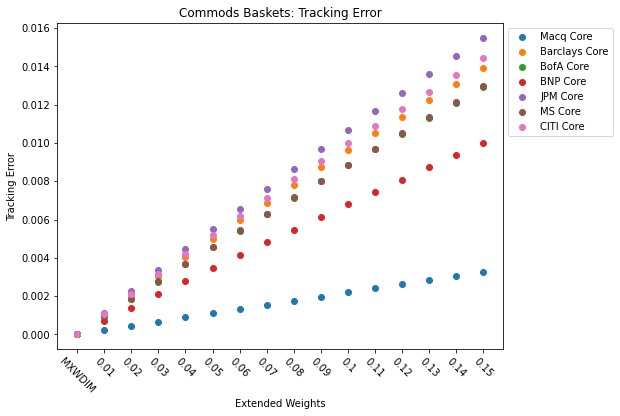 Commods Baskets: Tracking Error
Tracking Error
0.016
0.014
0.012
0.010
0.008
0.006
0.004
0.002
0.000
MXWDIM
0.01
0.02
0.03
0.04
0.05
0.06
0.07
0.08
0.09
0.1
0.11
0.12
0.13
0.14
0.15
Extended Weights
Macq Core
Barclays Core
BofA Core
BNP Core
JPM Core
MS Core
CITI Core